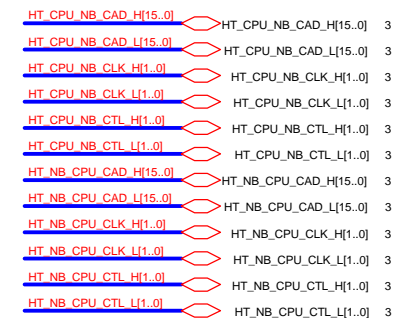 HT_CPU_NB_CAD_H[15..0] HT_CPU_NB_CAD_H[15..0] 3
HT_CPU_NB_CAD_L[15..0] HT_CPU_NB_CAD_L[15..0] 3
HT_CPU_NB_CLK_H[1..0] HT_CPU_NB_CLK_H[1..0] 3
HT_CPU_NB_CLK_L[1..0] HT_CPU_NB_CLK_L[1..0] 3
HT_CPU_NB_CTL_H[1..0] HT_CPU_NB_CTL_H[1..0] 3
HT_CPU_NB_CTL_L[1..0] HT_CPU_NB_CTL_L[1..0] 3
HT_NB_CPU_CAD_H[15..0] HT_NB_CPU_CAD_H[15..0] 3
HT_NB_CPU_CAD_L[15..0] HT_NB_CPU_CAD_L[15..0] 3
HT_NB_CPU_CLK_H[1..0] HT_NB_CPU_CLK_H[1..0] 3
HT_NB_CPU_CLK_L[1..0] HT_NB_CPU_CLK_L[1..0] 3
HT_NB_CPU_CTL_H[1..0] HT_NB_CPU_CTL_H[1..0] 3
HT_NB_CPU_CTL_L[1..0] HT_NB_CPU_CTL_L[1..0] 3